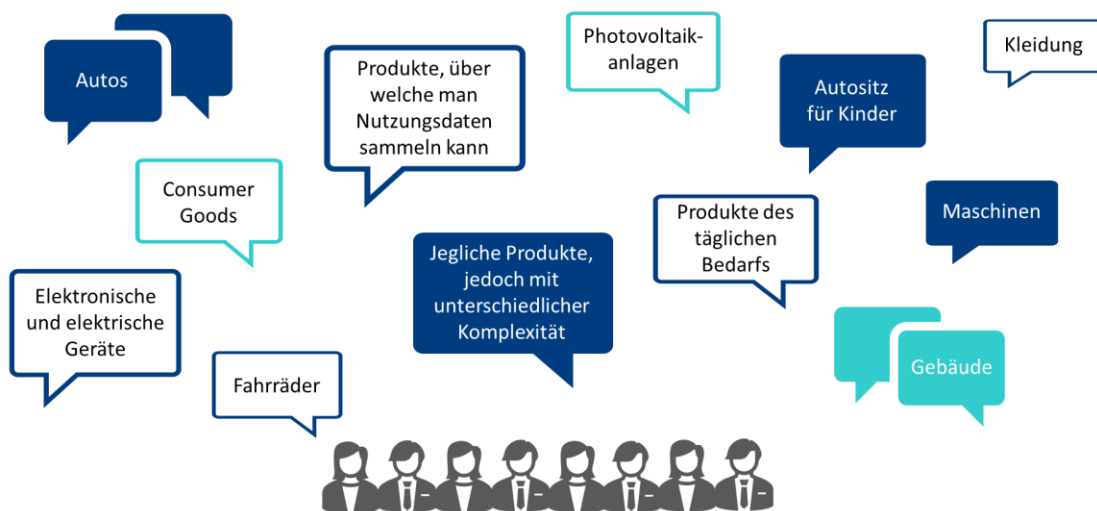 Autos
Produkte, über
welche man
Nutzungsdaten
sammeln kann
Photovoltaik-
anlagen
Autositz
für Kinder
Kleidung
Consumer
Goods
Produkte des
täglichen
Bedarfs
Maschinen
Jegliche Produkte,
jedoch mit
unterschiedlicher
Komplexität
Elektronische
und elektrische
Geräte
Fahrräder
Gebäude